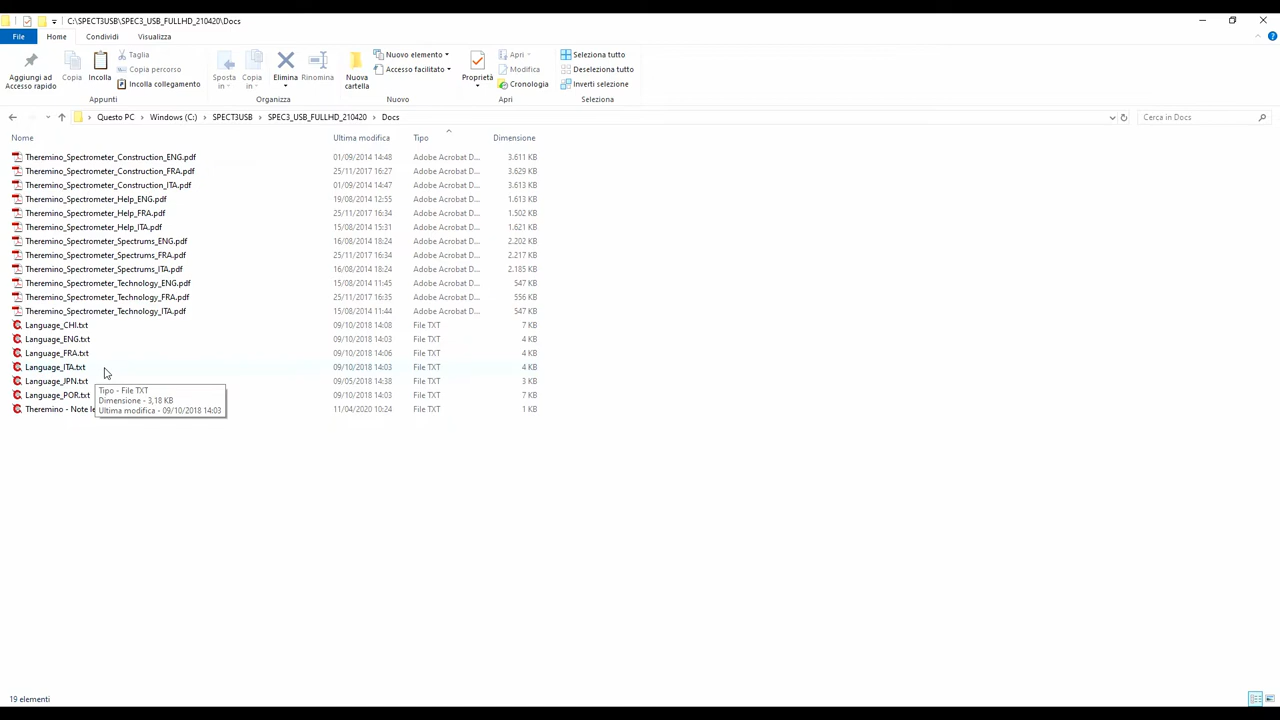 C:\SPECT3USB\SPEC3_USB_FULLHD_210420\Docs
File Home Condividi Visualizza
Aggiungi ad Accesso rapido
Copia
Incolla
Taglia
Copia percorso
Incolla collegamento
Appunti
Sposta in
Copia in
Elimina
Rinomina
Organizza
Nuova cartella
Nuovo elemento
Accesso facilitato
Nuovo
Proprietà
Apri
Modifica
Cronologia
Apri
Seleziona tutto
Deseleziona tutto
Inverti selezione
Selezione
Questo PC > Windows (C:) > SPECT3USB > SPEC3_USB_FULLHD_210420 > Docs
Cerca in Docs
Nome Ultima modifica Tipo Dimensione
Theremino_Spectrometer_Construction_ENG.pdf 01/09/2014 14:48 Adobe Acrobat D... 3.611 KB
Theremino_Spectrometer_Construction_FRA.pdf 25/11/2017 16:27 Adobe Acrobat D... 3.629 KB
Theremino_Spectrometer_Construction_ITA.pdf 01/09/2014 14:47 Adobe Acrobat D... 3.613 KB
Theremino_Spectrometer_Help_ENG.pdf 19/08/2014 12:55 Adobe Acrobat D... 1.613 KB
Theremino_Spectrometer_Help_FRA.pdf 25/11/2017 16:34 Adobe Acrobat D... 1.502 KB
Theremino_Spectrometer_Help_ITA.pdf 15/08/2014 15:31 Adobe Acrobat D... 1.621 KB
Theremino_Spectrometer_Spectrums_ENG.pdf 16/08/2014 18:24 Adobe Acrobat D... 2.202 KB
Theremino_Spectrometer_Spectrums_FRA.pdf 25/11/2017 16:34 Adobe Acrobat D... 2.217 KB
Theremino_Spectrometer_Spectrums_ITA.pdf 16/08/2014 18:24 Adobe Acrobat D... 2.185 KB
Theremino_Spectrometer_Technology_ENG.pdf 15/08/2014 11:45 Adobe Acrobat D... 547 KB
Theremino_Spectrometer_Technology_FRA.pdf 25/11/2017 16:35 Adobe Acrobat D... 556 KB
Theremino_Spectrometer_Technology_ITA.pdf 15/08/2014 11:44 Adobe Acrobat D... 547 KB
Language_CHI.txt 09/10/2018 14:08 File TXT 7 KB
Language_ENG.txt 09/10/2018 14:03 File TXT 4 KB
Language_FRA.txt 09/10/2018 14:06 File TXT 4 KB
Language_ITA.txt 09/10/2018 14:03 File TXT 4 KB
Language_JPN.txt 09/05/2018 14:38 File TXT 3 KB
Language_POR.txt 09/10/2018 14:03 File TXT 7 KB
Theremino - Note 11/04/2020 10:24 File TXT 1 KB
Tipo - File TXT
Dimensione - 3,18 KB
Ultima modifica - 09/10/2018 14:03
19 elementi